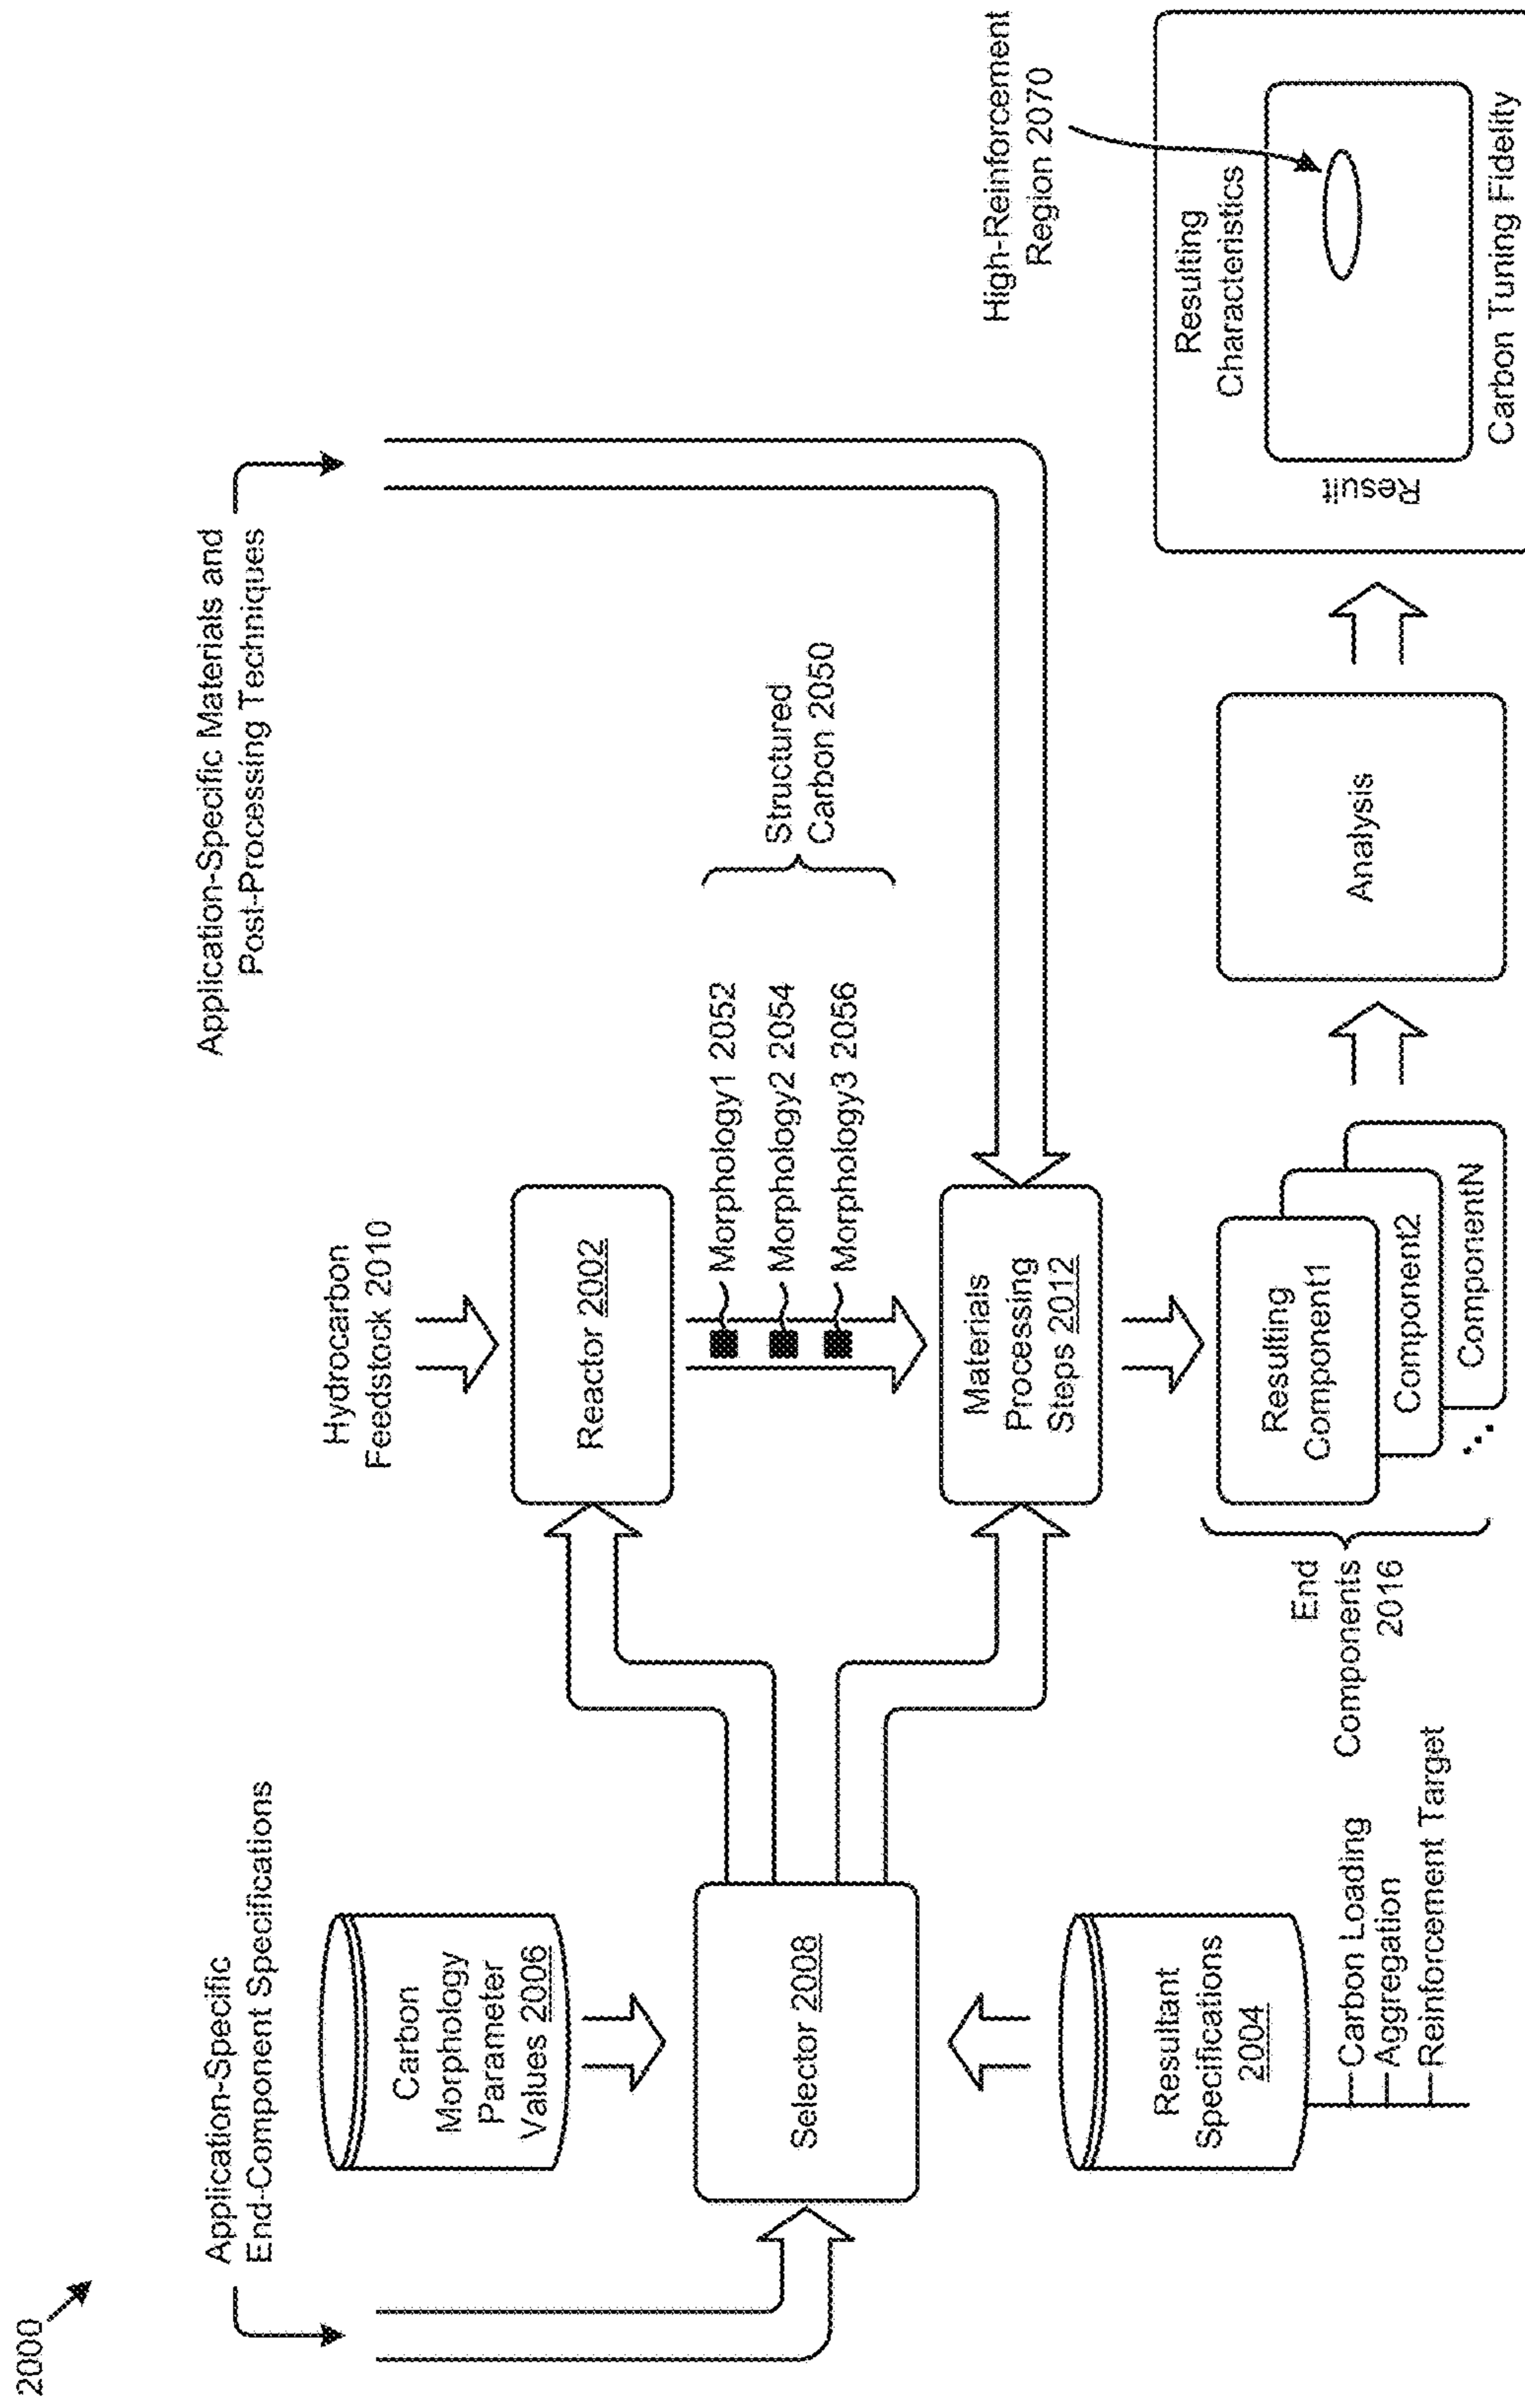 2000
Application-Specific
End-Component Specifications
Application-Specific Materials and
Post-Processing Techniques
Carbon
Morphology
Parameter
Values 2006
Hydrocarbon
Feedstock 2010
Selector 2008
Reactor 2002
Morphology1 2052
Morphology2 2054
Morphology3 2056
Structured
Carbon 2050
Resultant
Specifications
2004
Carbon Loading
Aggregation
Reinforcement Target
Materials
Processing
Steps 2012
End
Components
2016
Resulting
Component1
Component2
ComponentN
...
Analysis
High-Reinforcement
Region 2070
Resulting
Characteristics
Result
Carbon Tuning Fidelity